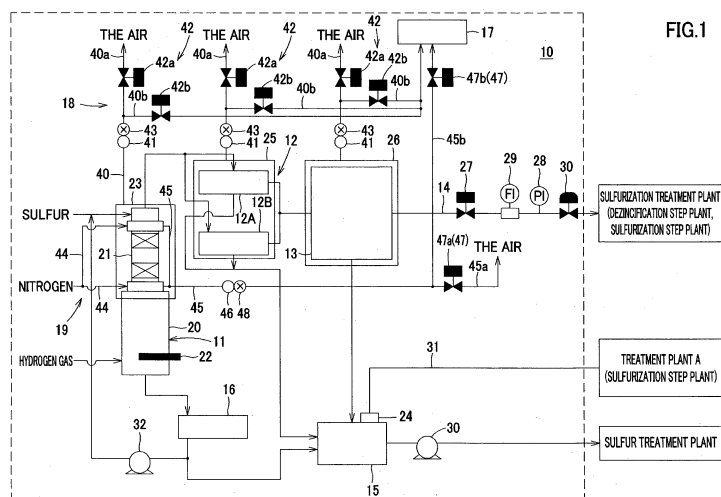 FIG.1
THE AIR 42 THE AIR 42 THE AIR 42
17
10
40a 40a 40a
42a 42a 42a 42b
47b(47)
42b 42b
18
40b 40b 40b
43 43 43
41 41 41
45b
40
25 12 26
29 28
27
30
FI PI
23
12A
12B
14
SULFURIZATION TREATMENT PLANT
(DEZINCIFICATION STEP PLANT,
SULFURIZATION STEP PLANT)
SULFUR
45
44
21
13
47a(47) THE AIR
45a
NITROGEN
44
45
46 48
19
20
11
HYDROGEN GAS
22
31
TREATMENT PLANT A
(SULFURIZATION STEP PLANT)
16
24
32
30
SULFUR TREATMENT PLANT
15